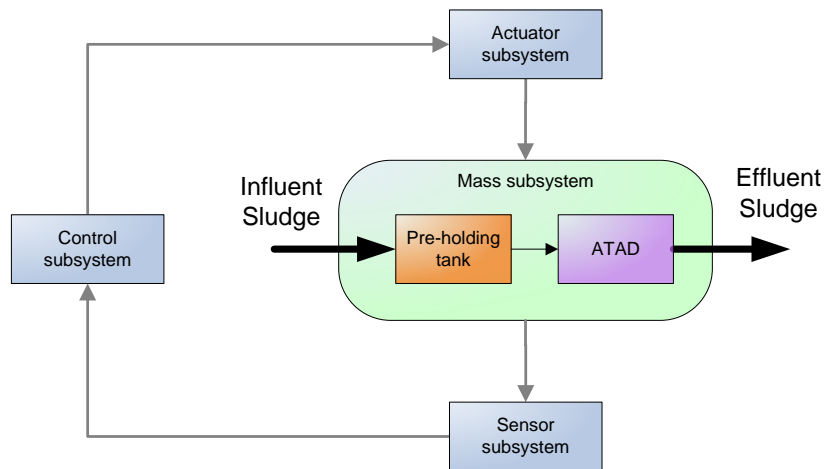 Actuator
subsystem
Mass subsystem
Influent
Sludge
Effluent
Sludge
Control
subsystem
Pre-holding
tank
ATAD
Sensor
subsystem